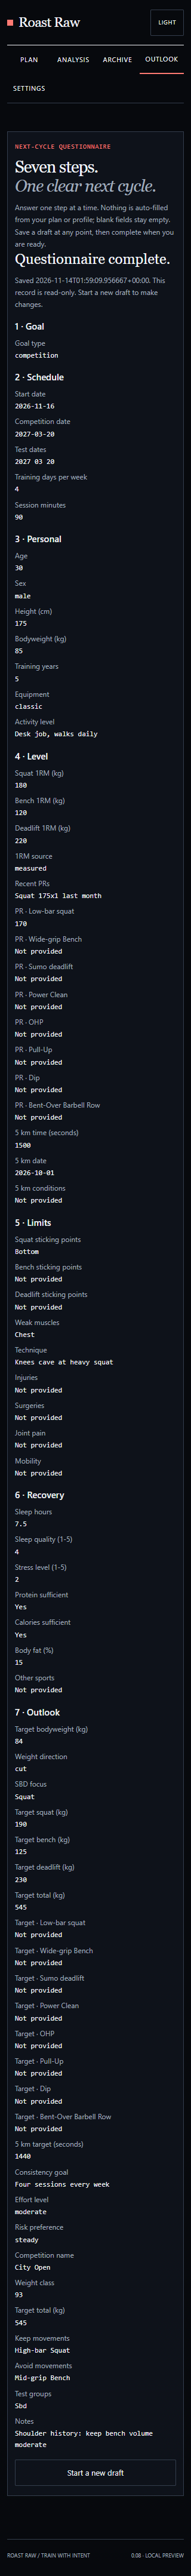 Roast Raw
LIGHT
PLAN
ANALYSIS
ARCHIVE
OUTLOOK
SETTINGS
NEXT-CYCLE QUESTIONNAIRE
Seven steps.
One clear next cycle.
Answer one step at a time. Nothing is auto-filled
from your plan or profile; blank fields stay empty.
Save a draft at any point, then complete when you
are ready.
Questionnaire complete.
Saved 2026-11-14T01:59:09.956667+00:00. This
record is read-only. Start a new draft to make
changes.
1 · Goal
Goal type
competition
2 · Schedule
Start date
2026-11-16
Competition date
2027-03-20
Test dates
2027 03 20
Training days per week
4
Session minutes
90
3 · Personal
Age
30
Sex
male
Height (cm)
175
Bodyweight (kg)
85
Training years
5
Equipment
classic
Activity level
Desk job, walks daily
4 · Level
Squat 1RM (kg)
180
Bench 1RM (kg)
120
Deadlift 1RM (kg)
220
1RM source
measured
Recent PRs
Squat 175x1 last month
PR · Low-bar squat
170
PR · Wide-grip Bench
Not provided
PR · Sumo deadlift
Not provided
PR · Power Clean
Not provided
PR · OHP
Not provided
PR · Pull-Up
Not provided
PR · Dip
Not provided
PR · Bent-Over Barbell Row
Not provided
5 km time (seconds)
1500
5 km date
2026-10-01
5 km conditions
Not provided
5 · Limits
Squat sticking points
Bottom
Bench sticking points
Not provided
Deadlift sticking points
Not provided
Weak muscles
Chest
Technique
Knees cave at heavy squat
Injuries
Not provided
Surgeries
Not provided
Joint pain
Not provided
Mobility
Not provided
6 · Recovery
Sleep hours
7.5
Sleep quality (1-5)
4
Stress level (1-5)
2
Protein sufficient
Yes
Calories sufficient
Yes
Body fat (%)
15
Other sports
Not provided
7 · Outlook
Target bodyweight (kg)
84
Weight direction
cut
SBD focus
Squat
Target squat (kg)
190
Target bench (kg)
125
Target deadlift (kg)
230
Target total (kg)
545
Target · Low-bar squat
Not provided
Target · Wide-grip Bench
Not provided
Target · Sumo deadlift
Not provided
Target · Power Clean
Not provided
Target · OHP
Not provided
Target · Pull-Up
Not provided
Target · Dip
Not provided
Target · Bent-Over Barbell Row
Not provided
5 km target (seconds)
1440
Consistency goal
Four sessions every week
Effort level
moderate
Risk preference
steady
Competition name
City Open
Weight class
93
Target total (kg)
545
Keep movements
High-bar Squat
Avoid movements
Mid-grip Bench
Test groups
Sbd
Notes
Shoulder history: keep bench volume
moderate
Start a new draft
ROAST RAW / TRAIN WITH INTENT
0.08 · LOCAL PREVIEW